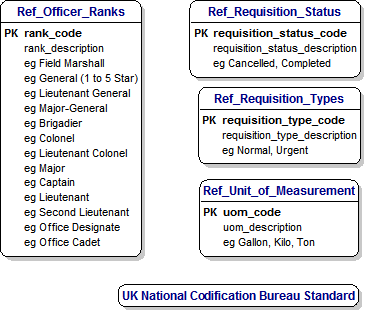 Ref_Officer_Ranks
PK rank_code
rank_description
eg Field Marshall
eg General (1 to 5 Star)
eg Lieutenant General
eg Major-General
eg Brigadier
eg Colonel
eg Lieutenant Colonel
eg Major
eg Captain
eg Lieutenant
eg Second Lieutenant
eg Office Designate
eg Office Cadet
Ref_Requisition_Status
PK requisition_status_code
requisition_status_description
eg Cancelled, Completed
Ref_Requisition_Types
PK requisition_type_code
requisition_type_description
eg Normal, Urgent
Ref_Unit_of_Measurement
PK uom_code
uom_description
eg Gallon, Kilo, Ton
UK National Codification Bureau Standard